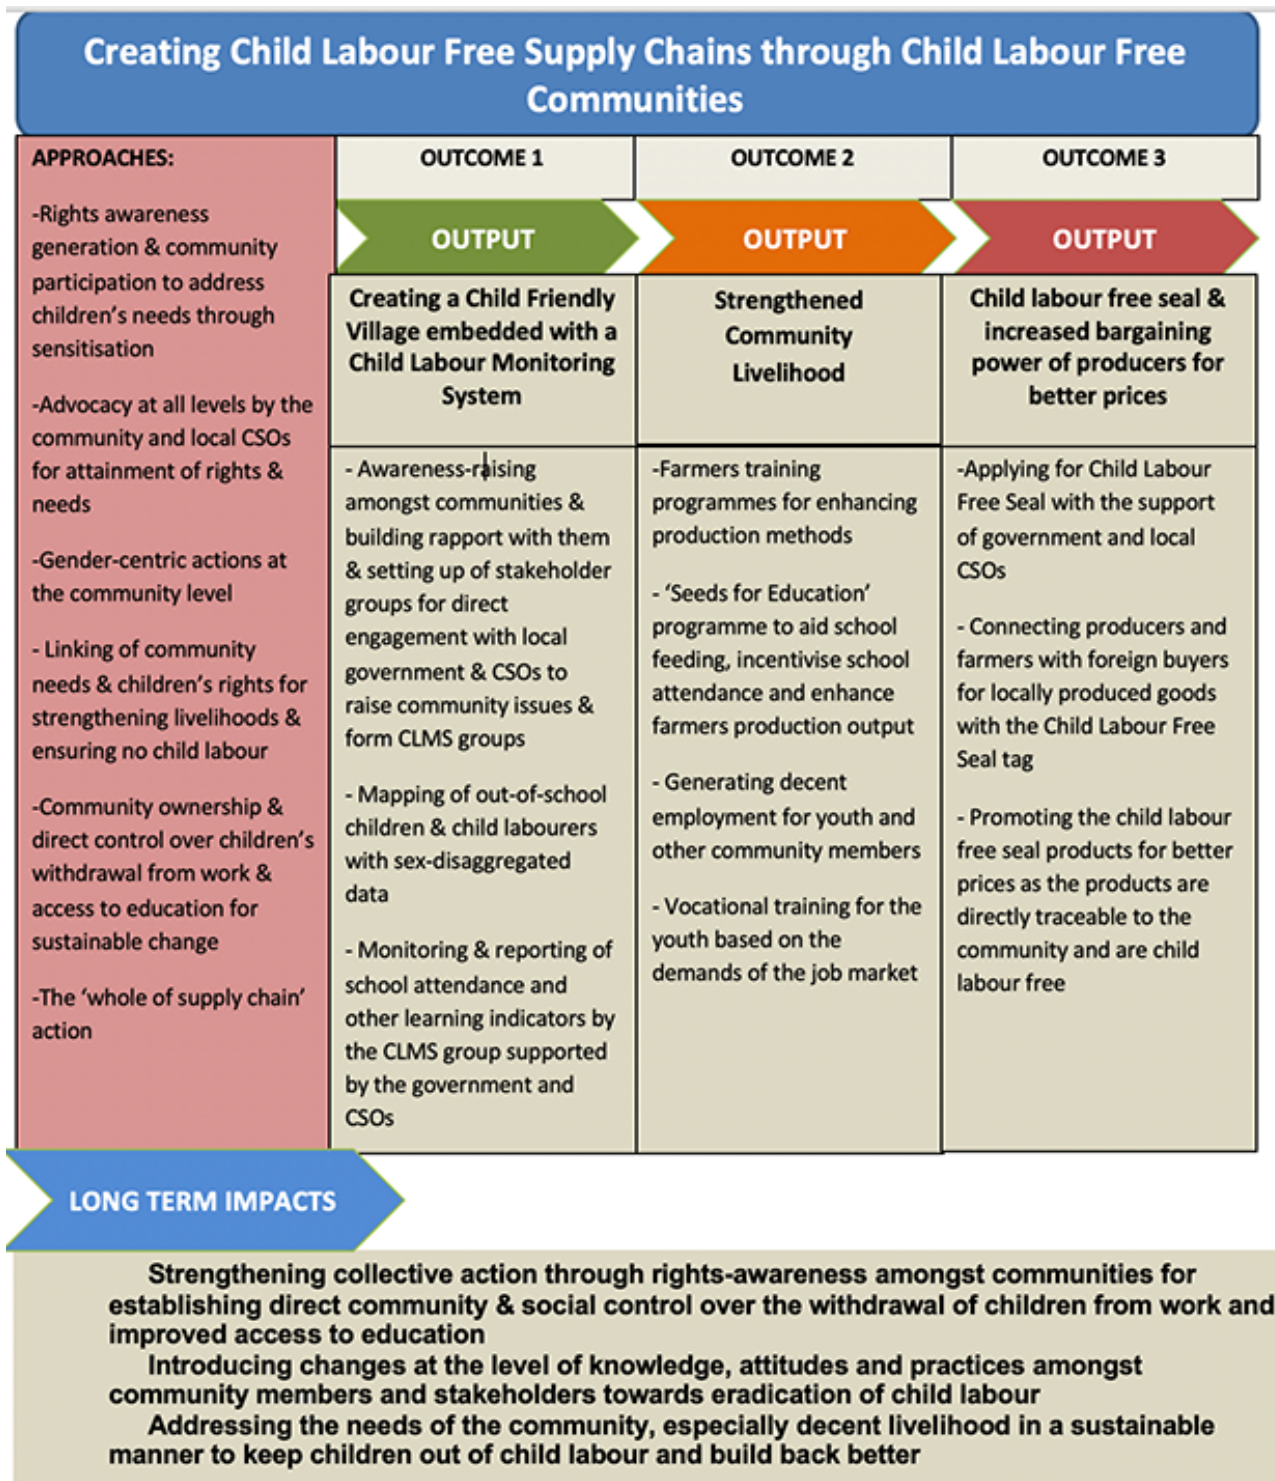 Creating Child Labour Free Supply Chains through Child Labour Free
Communities
APPROACHES:
-Rights awareness
generation & community
participation to address
children’s needs through
sensitisation
-Advocacy at all levels by the
community and local CSOs
for attainment of rights &
needs
-Gender-centric actions at
the community level
- Linking of community
needs & children’s rights for
strengthening livelihoods &
ensuring no child labour
-Community ownership &
direct control over children’s
withdrawal from work &
access to education for
sustainable change
-The ‘whole of supply chain’
action
OUTCOME 1
OUTPUT
Creating a Child Friendly
Village embedded with a
Child Labour Monitoring
System
- Awareness-raising
amongst communities &
building rapport with them
& setting up of stakeholder
groups for direct
engagement with local
government & CSOs to
raise community issues &
form CLMS groups
- Mapping of out-of-school
children & child labourers
with sex-disaggregated
data
- Monitoring & reporting of
school attendance and
other learning indicators by
the CLMS group supported
by the government and
CSOs
OUTCOME 2
OUTPUT
Strengthened
Community
Livelihood
-Farmers training
programmes for enhancing
production methods
- ‘Seeds for Education’
programme to aid school
feeding, incentivise school
attendance and enhance
farmers production output
- Generating decent
employment for youth and
other community members
- Vocational training for the
youth based on the
demands of the job market
OUTCOME 3
OUTPUT
Child labour free seal &
increased bargaining
power of producers for
better prices
-Applying for Child Labour
Free Seal with the support
of government and local
CSOs
- Connecting producers and
farmers with foreign buyers
for locally produced goods
with the Child Labour Free
Seal tag
- Promoting the child labour
free seal products for better
prices as the products are
directly traceable to the
community and are child
labour free
LONG TERM IMPACTS
Strengthening collective action through rights-awareness amongst communities for
establishing direct community & social control over the withdrawal of children from work and
improved access to education
Introducing changes at the level of knowledge, attitudes and practices amongst
community members and stakeholders towards eradication of child labour
Addressing the needs of the community, especially decent livelihood in a sustainable
manner to keep children out of child labour and build back better